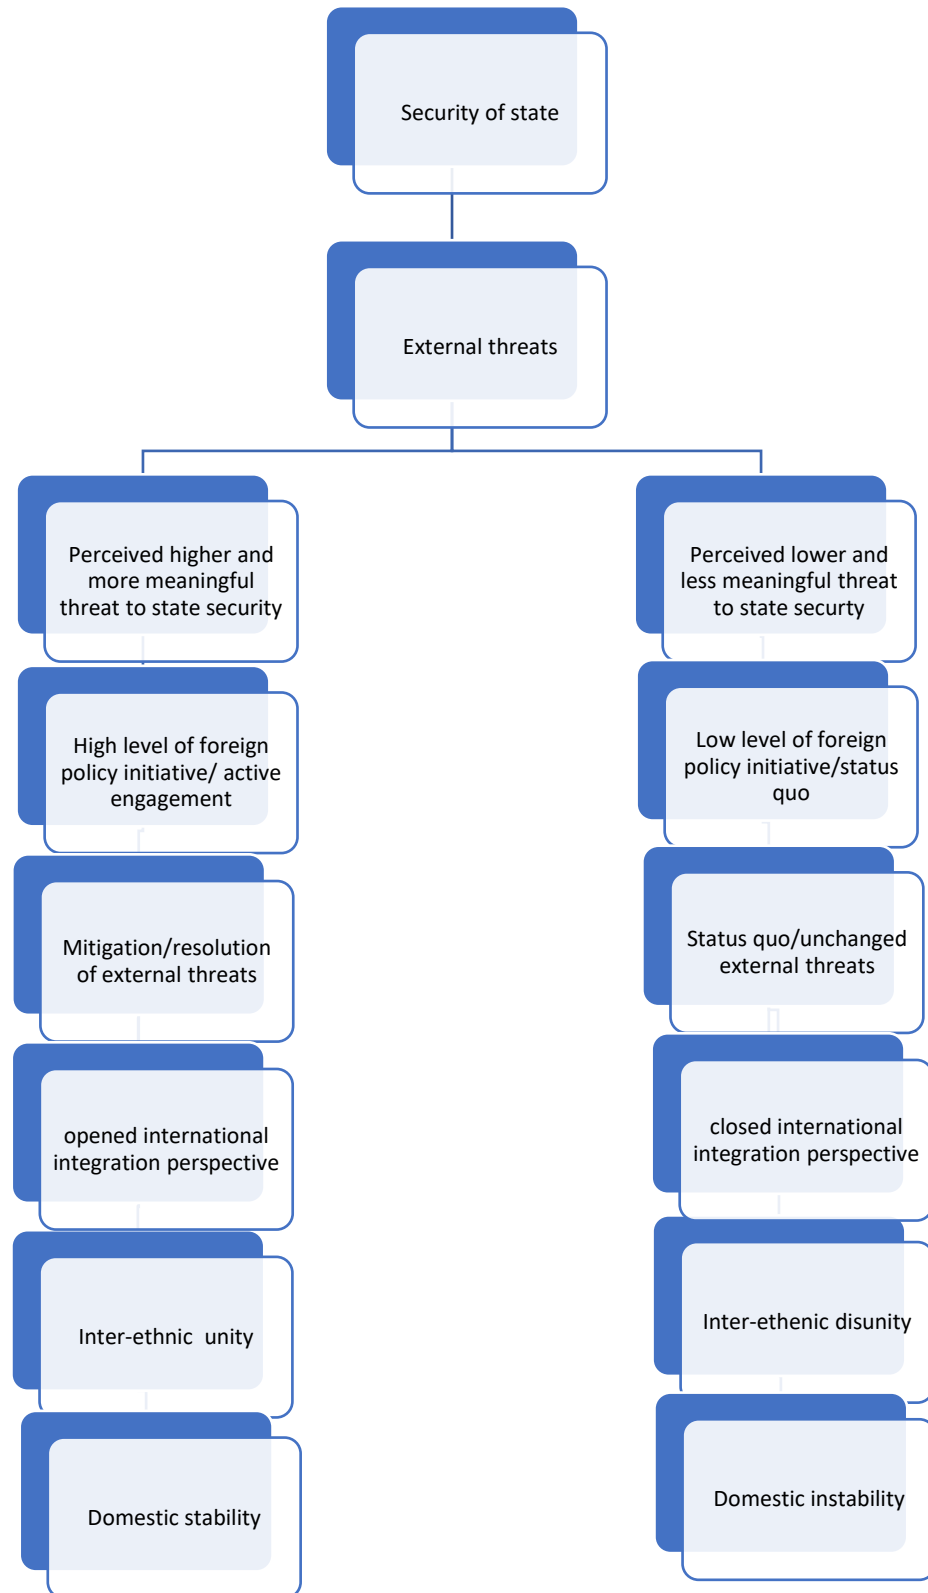 Security of state
External threats
Perceived higher and
more meaningful
threat to state security
High level of foreign
policy initiative/ active
engagement
Mitigation/resolution
of external threats
opened international
integration perspective
Inter-ethnic  unity
Domestic stability
Perceived lower and
less meaningful threat
to state securty
Low level of foreign
policy initiative/status
quo
Status quo/unchanged
external threats
closed international
integration perspective
Inter-ethenic disunity
Domestic instability